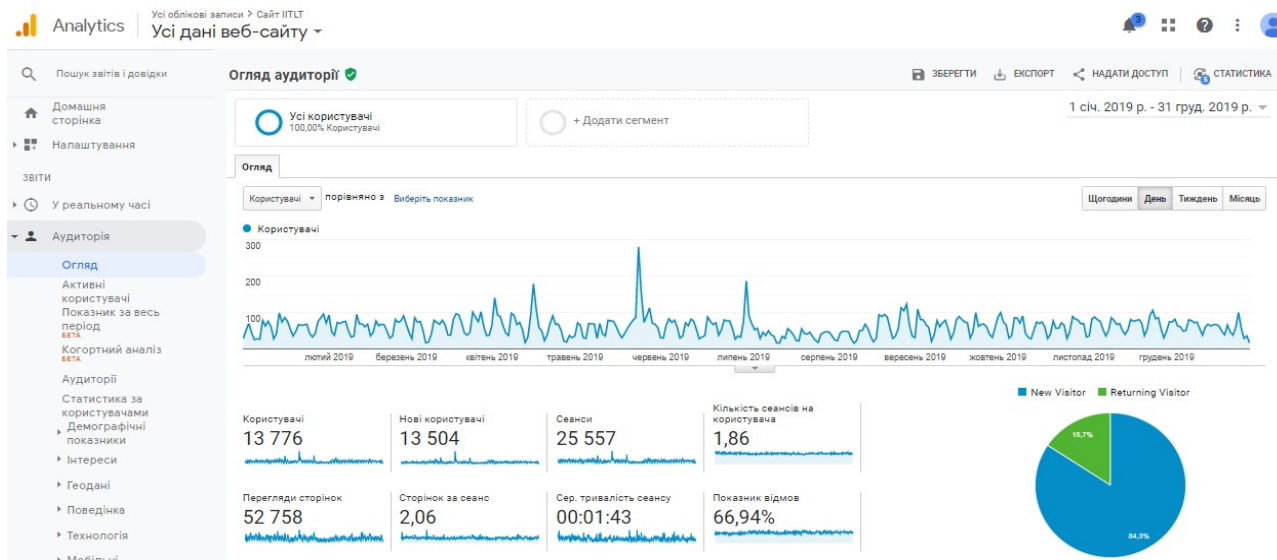 Analytics
Усі облікові записи > Сайт IITLT
Усі дані веб-сайту
3
Пошук звітів і довідки
Домашня
сторінка
Налаштування
ЗВІТИ
У реальному часі
Аудиторія
Огляд
Активні
користувачі
Показник за весь
період
БЕТА
Когортний аналіз
БЕТА
Аудиторії
Статистика за
користувачами
Демографічні
показники
Інтереси
Геодані
Поведінка
Технологія
Мобільні
Огляд аудиторії
ЗБЕРЕГТИ
ЕКСПОРТ
НАДАТИ ДОСТУП
5
СТАТИСТИКА
Усі користувачі
100,00% Користувачі
+ Додати сегмент
1 січ. 2019 р. - 31 груд. 2019 р.
Огляд
Користувачі порівняно з Виберіть показник
Щогодини День Тиждень Місяць
Користувачі
300
200
100
лютий 2019 березень 2019 квітень 2019 травень 2019 червень 2019 липень 2019 серпень 2019 вересень 2019 жовтень 2019 листопад 2019 грудень 2019
Користувачі
13 776
Нові користувачі
13 504
Сеанси
25 557
Кількість сеансів на
користувача
1,86
Перегляди сторінок
52 758
Сторінок за сеанс
2,06
Сер. тривалість сеансу
00:01:43
Показник відмов
66,94%
New Visitor Returning Visitor
15,7%
84,3%